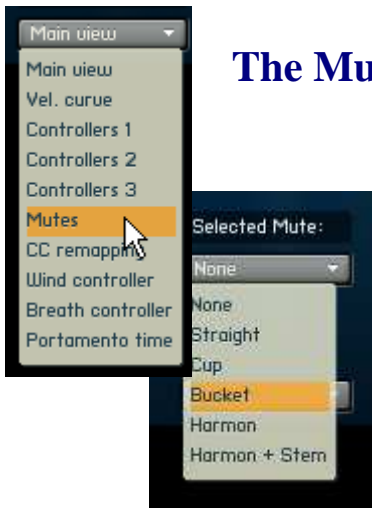 Main view
The Mu
Main view
Vel. curve
Controllers 1
Controllers 2
Controllers 3
Mutes
CC remapping
Wind controller
Breath controller
Portamento time
Selected Mute:
None
None
Straight
Cup
Bucket
Harmon
Harmon + Stem